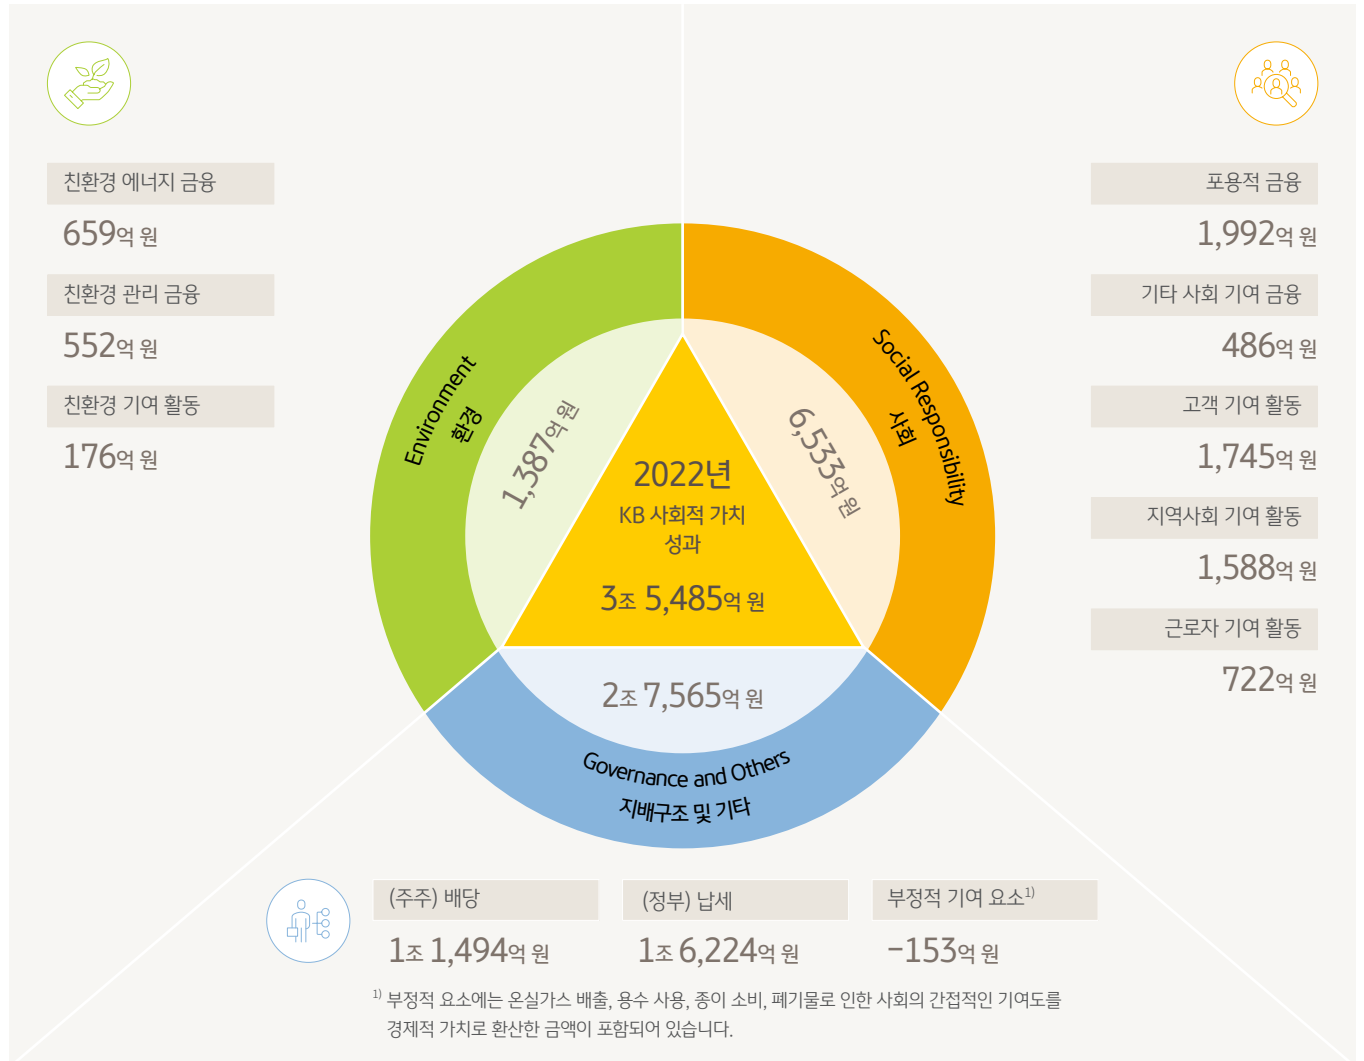 친환경 에너지 금융
659억 원
친환경 관리 금융
552억 원
친환경 기여 활동
176억 원
포용적 금융
1,992억 원
기타 사회 기여 금융
486억 원
고객 기여 활동
1,745억 원
지역사회 기여 활동
1,588억 원
근로자 기여 활동
722억 원
Environment
환경
1,387억 원
Social Responsibility
사회
6,533억 원
2022년
KB 사회적 가치
성과
3조 5,485억 원
2조 7,565억 원
Governance and Others
지배구조 및 기타
(주주) 배당
1조 1,494억 원
(정부) 납세
1조 6,224억 원
부정적 기여 요소1)
-153억 원
1) 부정적 요소에는 온실가스 배출, 용수 사용, 종이 소비, 폐기물로 인한 사회의 간접적인 기여도를
경제적 가치로 환산한 금액이 포함되어 있습니다.